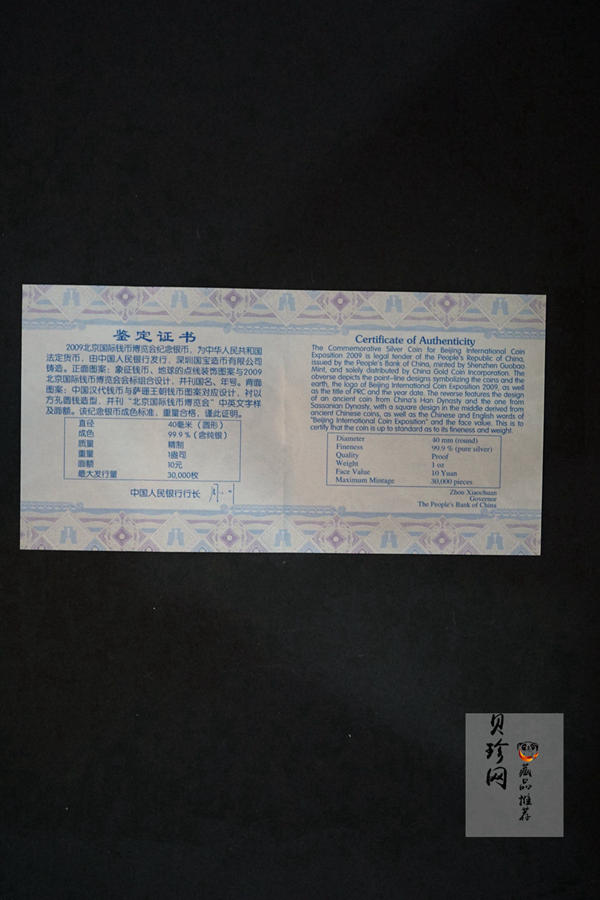 鉴定证书
2009北京国际钱币博览会纪念银币，为中华人民共和国
法定货币，由中国人民银行发行，深圳国宝造币有限公司
铸造。正面图案：象征钱币、地球的点线装饰图案与2009
北京国际钱币博览会会标组合设计，并刊国名、年号。背面
图案：中国汉代钱币与萨珊王朝钱币图案对应设计，衬以
方孔圆钱造型，并刊“北京国际钱币博览会”中英文字样
及面额。该纪念银币成色标准，重量合格，谨此证明。
直径 40毫米（圆形）
成色 99.9％（含纯银）
质量 精制
重量 1盎司
面额 10元
最大发行量 30,000枚
中国人民银行行长
Certificate of Authenticity
The Commemorative Silver Coin for Beijing International Coin
Exposition 2009 is legal tender of the People's Republic of China,
issued by the People's Bank of China, minted by Shenzhen Guobao
Mint, and solely distributed by China Gold Coin Incorporation. The
obverse depicts the point–line designs symbolizing the coins and the
earth, the logo of Beijing International Coin Exposition 2009, as well
as the title of PRC and the year date. The reverse features the design
of an ancient coin from China's Han Dynasty and the one from
Sassanian Dynasty, with a square design in the middle derived from
ancient Chinese coins, as well as the Chinese and English words of
"Beijing International Coin Exposition" and the face value. This is to
certify that the coin is up to standard as to its fineness and weight.
Diameter 40 mm (round)
Fineness 99.9 % (pure silver)
Quality Proof
Weight 1 oz
Face Value 10 Yuan
Maximum Mintage 30,000 pieces
Zhou Xiaochuan
Governor
The People's Bank of China
贝珍网
藏品推荐